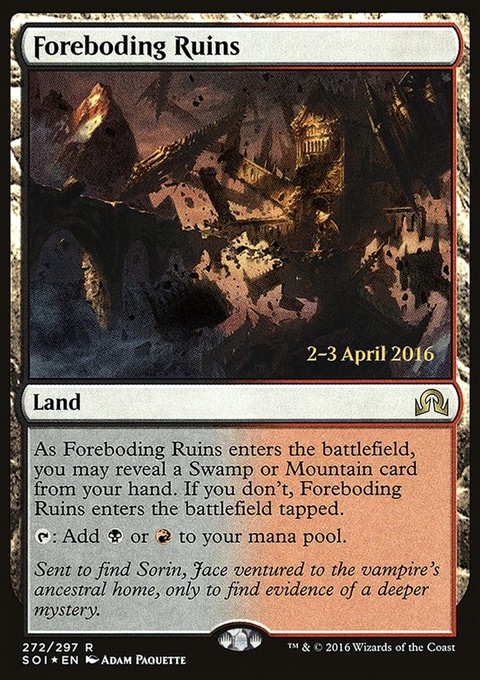 Foreboding Ruins
2–3 April 2016
Land
As Foreboding Ruins enters the battlefield,
you may reveal a Swamp or Mountain card
from your hand. If you don't, Foreboding
Ruins enters the battlefield tapped.
: Add or to your mana pool.
Sent to find Sorin, Jace ventured to the vampire's
ancestral home, only to find evidence of a deeper
mystery.
272/297 R
SOI★EN Adam Paquette
™ & © 2016 Wizards of the Coast